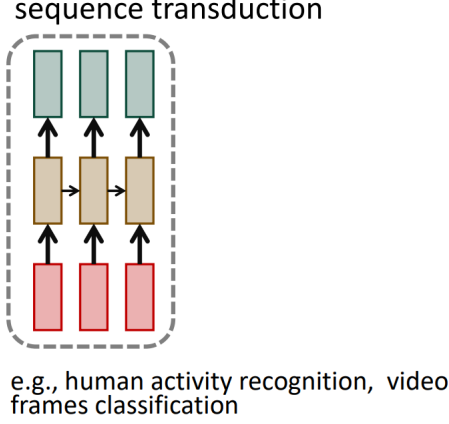 sequence transduction
e.g., human activity recognition, video
frames classification